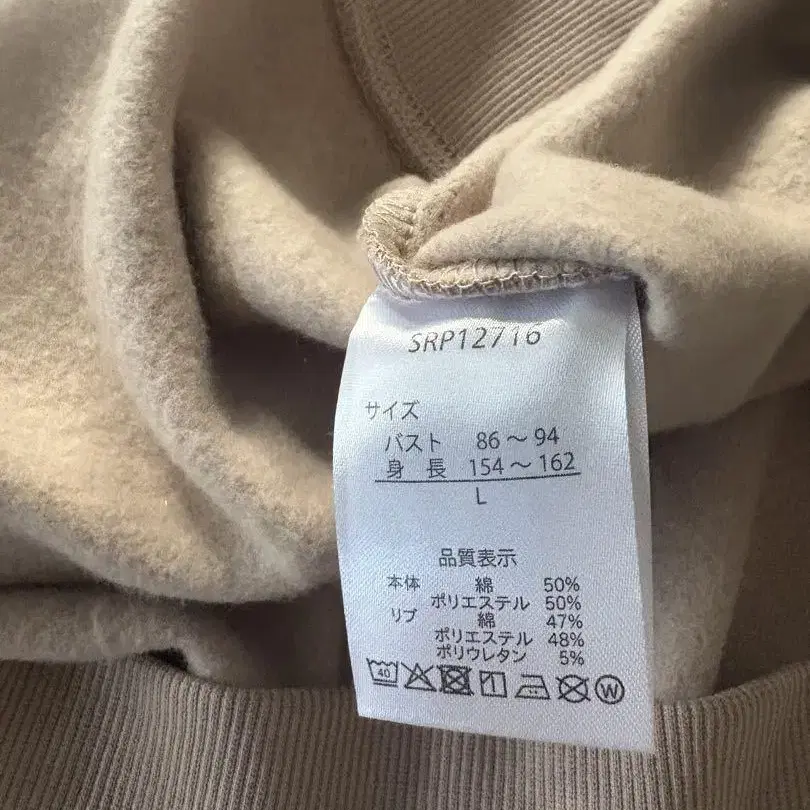 SRP12716
サイズ
バスト 86～94
身 長 154～162
L
品質表示
本体 綿 50%
ポリエステル 50%
リブ 綿 47%
ポリエステル 48%
ポリウレタン 5%
40 W